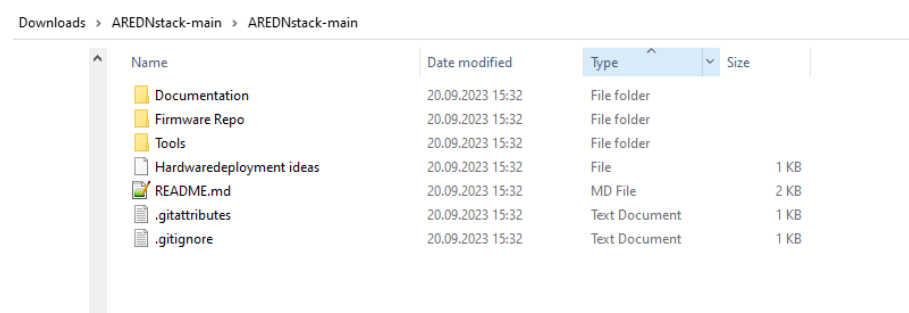 Downloads > AREDNstack-main > AREDNstack-main
Name Date modified Type Size
Documentation 20.09.2023 15:32 File folder
Firmware Repo 20.09.2023 15:32 File folder
Tools 20.09.2023 15:32 File folder
Hardwaredeployment ideas 20.09.2023 15:32 File 1 KB
README.md 20.09.2023 15:32 MD File 2 KB
.gitattributes 20.09.2023 15:32 Text Document 1 KB
.gitignore 20.09.2023 15:32 Text Document 1 KB